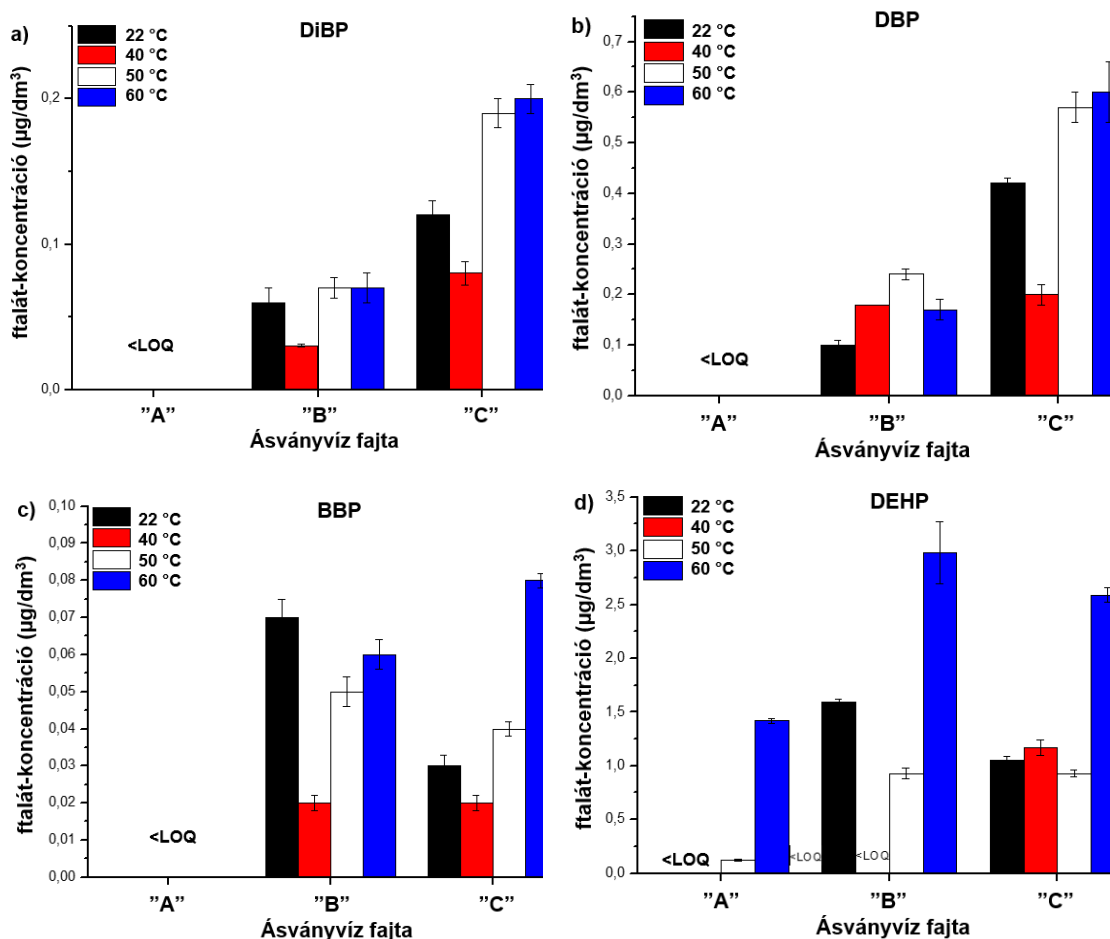 a)
DiBP
22 °C
40 °C
50 °C
60 °C
ftalát-koncentráció (µg/dm³)
0,2
0,1
0,0
<LOQ
”A”
”B”
”C”
Ásványvíz fajta
b)
DBP
22 °C
40 °C
50 °C
60 °C
ftalát-koncentráció (µg/dm³)
0,7
0,6
0,5
0,4
0,3
0,2
0,1
0,0
<LOQ
”A”
”B”
”C”
Ásványvíz fajta
c)
BBP
22 °C
40 °C
50 °C
60 °C
ftalát-koncentráció (µg/dm³)
0,10
0,09
0,08
0,07
0,06
0,05
0,04
0,03
0,02
0,01
0,00
<LOQ
”A”
”B”
”C”
Ásványvíz fajta
d)
DEHP
22 °C
40 °C
50 °C
60 °C
ftalát-koncentráció (µg/dm³)
3,5
3,0
2,5
2,0
1,5
1,0
0,5
0,0
<LOQ
<LOQ
<LOQ
”A”
”B”
”C”
Ásványvíz fajta